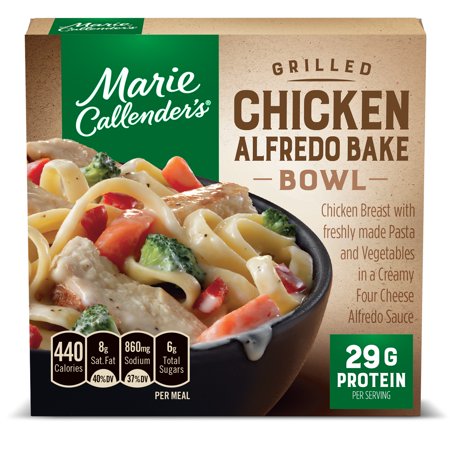 Marie
Callender's®
GRILLED
CHICKEN
ALFREDO BAKE
BOWL
Chicken Breast with
freshly made Pasta
and Vegetables
in a Creamy
Four Cheese
Alfredo Sauce
440
Calories
8g
Sat. Fat
40% DV
860mg
Sodium
37% DV
6g
Total
Sugars
PER MEAL
29G
PROTEIN
PER SERVING